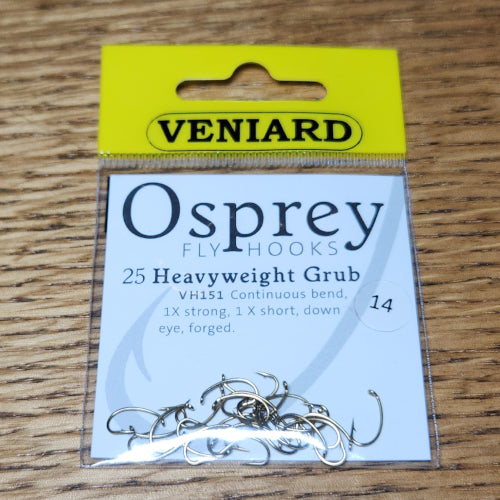 VENIARD
Osprey
FLY HOOKS
25 Heavyweight Grub
VH151 Continuous bend,
1X strong, 1 X short, down
eye, forged.
14